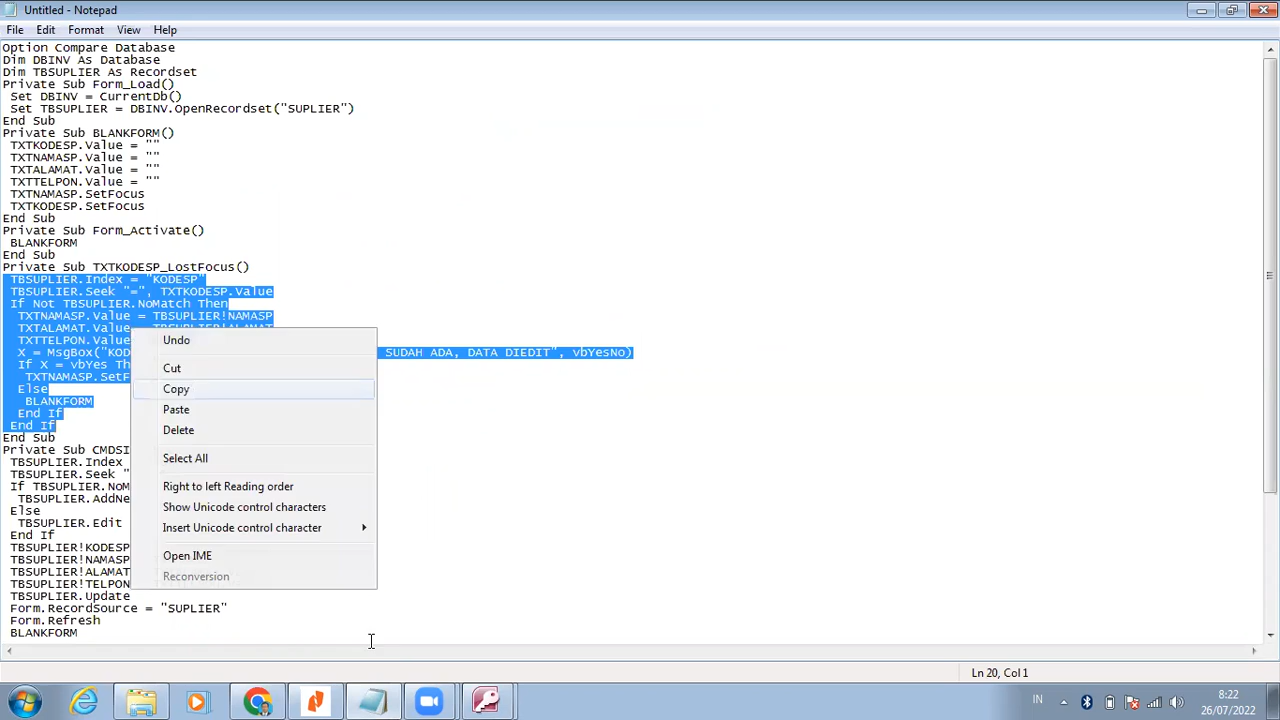 Untitled - Notepad
File Edit Format View Help
Option Compare Database
Dim DBINV As Database
Dim TBSUPLIER As Recordset
Private Sub Form_Load()
Set DBINV = CurrentDb()
Set TBSUPLIER = DBINV.OpenRecordset("SUPLIER")
End Sub
Private Sub BLANKFORM()
TXTKODESP.Value = ""
TXTNAMASP.Value = ""
TXTALAMAT.Value = ""
TXTTELPON.Value = ""
TXTNAMASP.SetFocus
TXTKODESP.SetFocus
End Sub
Private Sub Form_Activate()
BLANKFORM
End Sub
Private Sub TXTKODESP_LostFocus()
TBSUPLIER.Index = "KODESP"
TBSUPLIER.Seek "=", TXTKODESP.Value
If Not TBSUPLIER.NoMatch Then
TXTNAMASP.Value = TBSUPLIER!NAMASP
TXTALAMAT.Value = TBSUPLIER!ALAMAT
TXTTELPON.Value
X = MsgBox("KOD SUDAH ADA, DATA DIEDIT", vbYesNo)
If X = vbYes Th
TXTNAMASP.SetF
Else
BLANKFORM
End If
End If
End Sub
Private Sub CMDSI
TBSUPLIER.Index
TBSUPLIER.Seek "
If TBSUPLIER.NoM
TBSUPLIER.AddNe
Else
TBSUPLIER.Edit
End If
TBSUPLIER!KODESP
TBSUPLIER!NAMASP
TBSUPLIER!ALAMAT
TBSUPLIER!TELPON
TBSUPLIER.Update
Form.RecordSource = "SUPLIER"
Form.Refresh
BLANKFORM
Undo
Cut
Copy
Paste
Delete
Select All
Right to left Reading order
Show Unicode control characters
Insert Unicode control character
Open IME
Reconversion
Ln 20, Col 1
IN
8:22
26/07/2022